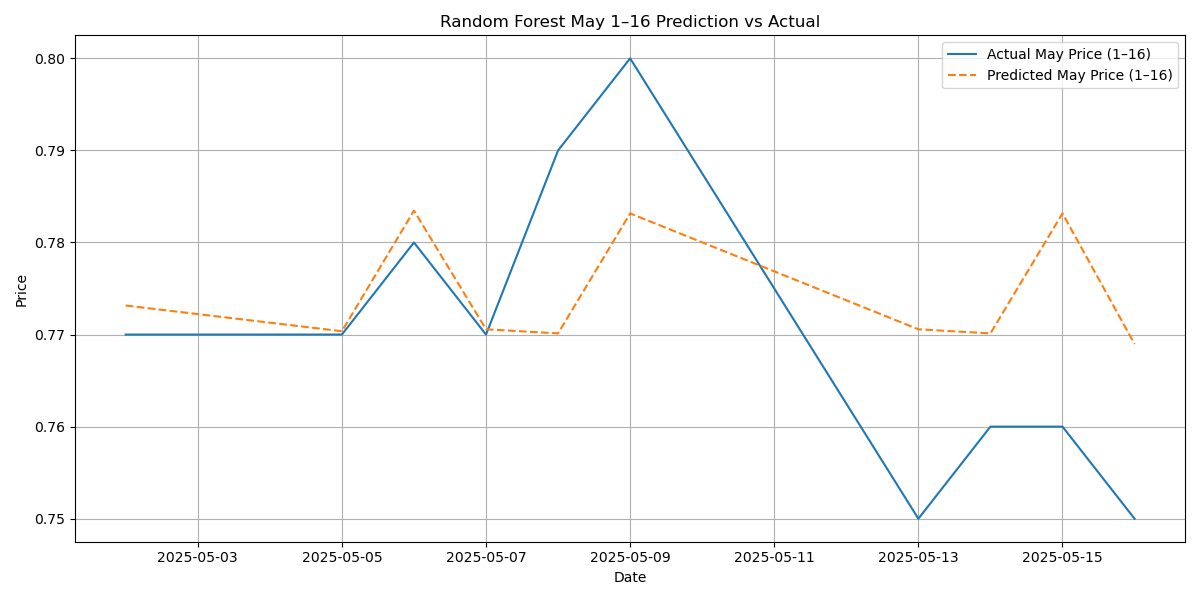 Random Forest May 1–16 Prediction vs Actual
Actual May Price (1–16)
Predicted May Price (1–16)
0.80
0.79
0.78
0.77
0.76
0.75
Price
2025-05-03
2025-05-05
2025-05-07
2025-05-09
2025-05-11
2025-05-13
2025-05-15
Date